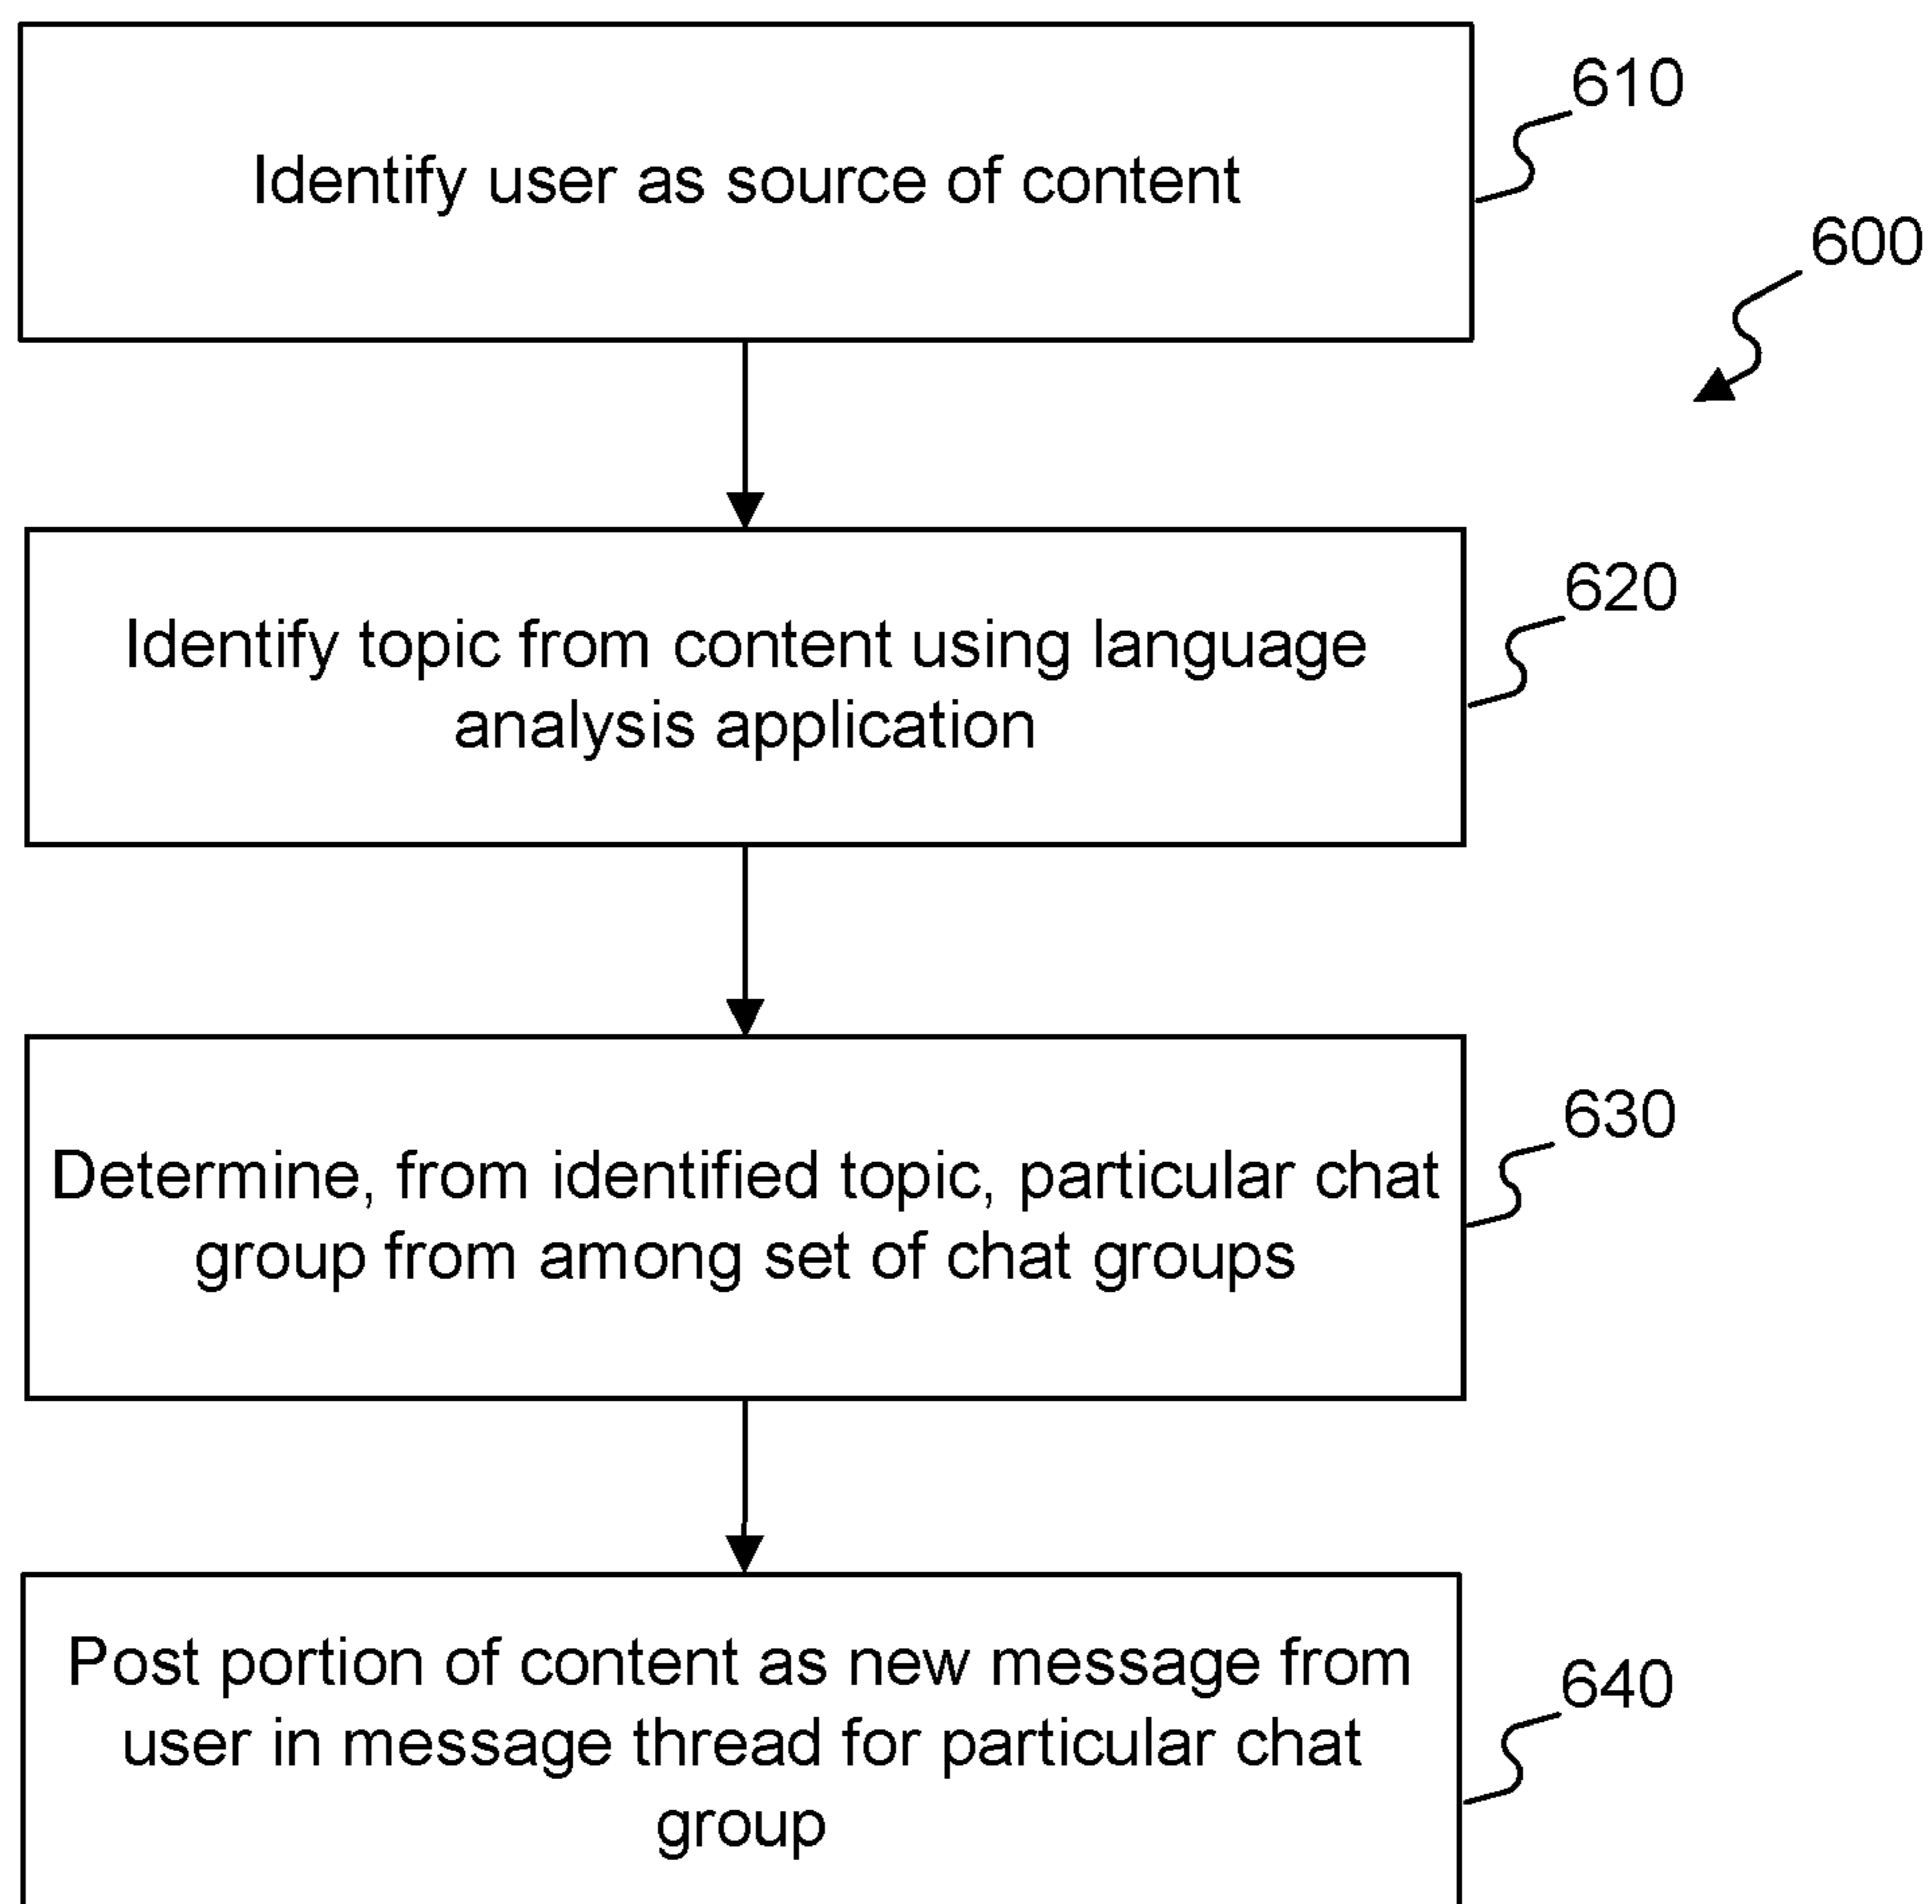 610
Identify user as source of content
600
620
Identify topic from content using language
analysis application
630
Determine, from identified topic, particular chat
group from among set of chat groups
640
Post portion of content as new message from
user in message thread for particular chat
group